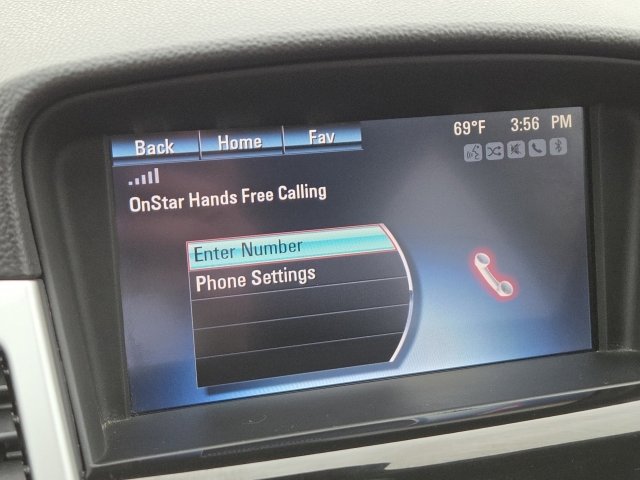 Back Home Fav 69°F 3:56 PM
OnStar Hands Free Calling
Enter Number
Phone Settings